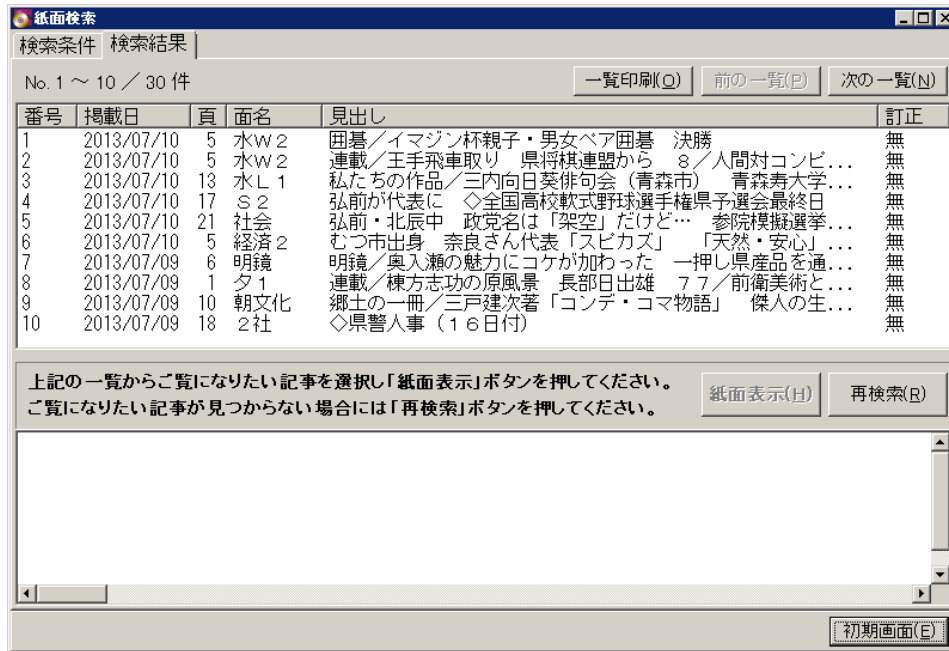 紙面検索
検索条件 検索結果
No. 1 ～ 10 ／ 30 件 一覧印刷(O) 前の一覧(P) 次の一覧(N)
番号 掲載日 頁 面名 見出し 訂正
1 2013/07/10 5 水W2 囲碁／イマジン杯親子・男女ペア囲碁 決勝 無
2 2013/07/10 5 水W2 連載／王手飛車取り 県将棋連盟から 8／人間対コンピ... 無
3 2013/07/10 13 水L1 私たちの作品／三内向日葵俳句会（青森市） 青森寿大学... 無
4 2013/07/10 17 S2 弘前が代表に ◇全国高校軟式野球選手権県予選会最終日 無
5 2013/07/10 21 社会 弘前・北辰中 政党名は「架空」だけど… 参院模擬選挙... 無
6 2013/07/10 5 経済2 むつ市出身 奈良さん代表「スピカズ」 「天然・安心」... 無
7 2013/07/09 6 明鏡 明鏡／奥入瀬の魅力にコケが加わった 一押し県産品を通... 無
8 2013/07/09 1 夕1 連載／棟方志功の原風景 長部日出雄 77／前衛美術と... 無
9 2013/07/09 10 朝文化 郷土の一冊／三戸建次著「コンデ・コマ物語」 傑人の生... 無
10 2013/07/09 18 2社 ◇県警人事（16日付） 無
上記の一覧からご覧になりたい記事を選択し「紙面表示」ボタンを押してください。
ご覧になりたい記事が見つからない場合には「再検索」ボタンを押してください。
紙面表示(H) 再検索(R)
初期画面(E)